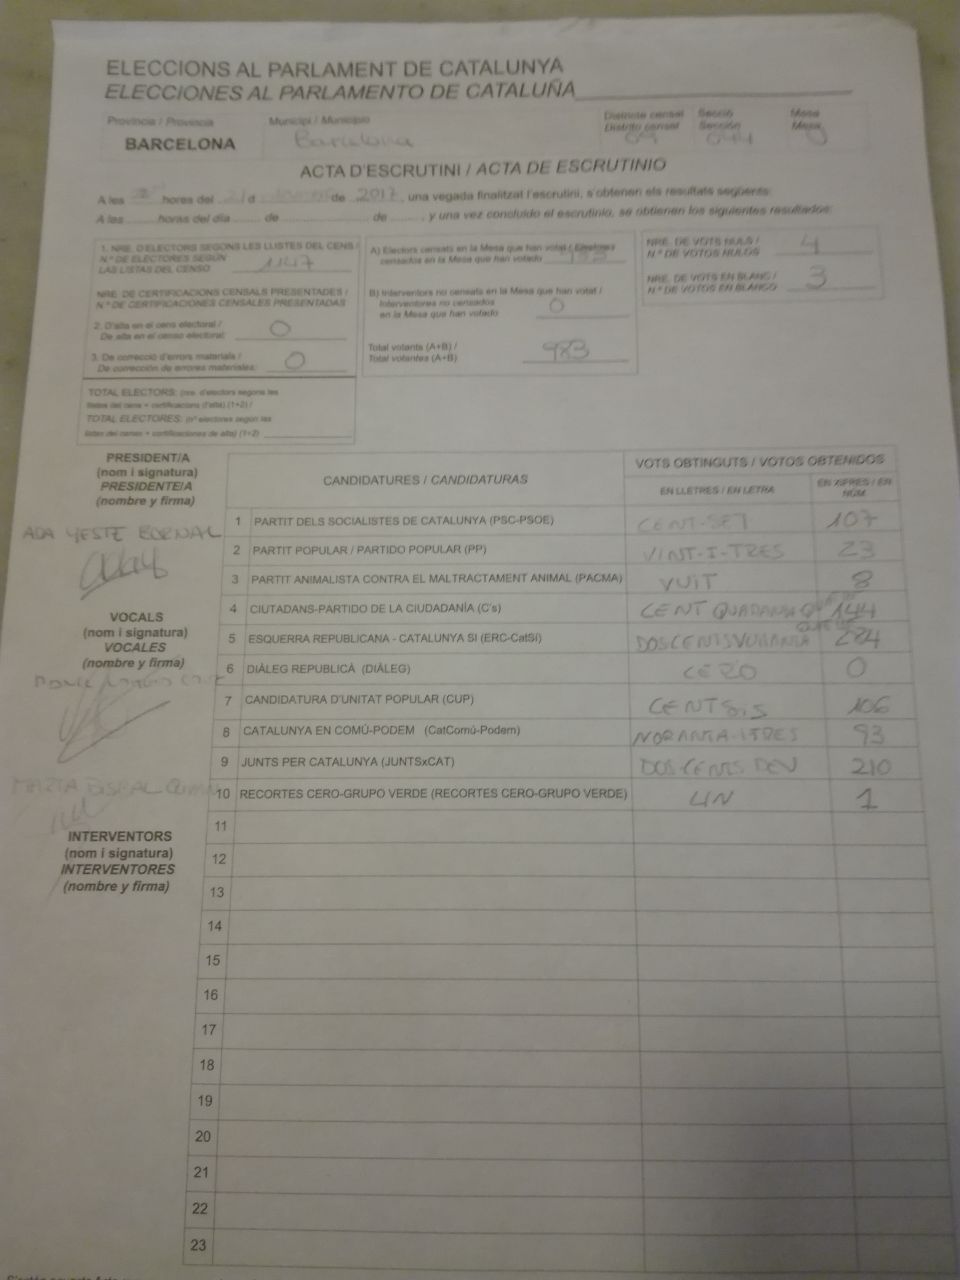 ELECCIONS AL PARLAMENT DE CATALUNYA
ELECCIONES AL PARLAMENTO DE CATALUÑA
Província / Provincia
BARCELONA
Municipi / Municipio
Barcelona
Districte censal
Distrito censal
09
Secció
Sección
044
Mesa
Mesa
U
ACTA D'ESCRUTINI / ACTA DE ESCRUTINIO
A les hores del 21 d de 2017, una vegada finalitzat l'escrutini, s'obtenen els resultats següents:
A las horas del día de de y una vez concluido el escrutinio, se obtienen los siguientes resultados:
1. NRE. D'ELECTORS SEGONS LES LLISTES DEL CENS /
N.º DE ELECTORES SEGÚN
LAS LISTAS DEL CENSO 1147
NRE. DE CERTIFICACIONS CENSALS PRESENTADES /
N.º DE CERTIFICACIONES CENSALES PRESENTADAS
2. D'alta en el cens electoral /
De alta en el censo electoral: 0
3. De correcció d'errors materials /
De corrección de errores materiales: 0
TOTAL ELECTORS: (nre. d'electors segons les
llistes del cens + certificacions d'alta) (1+2) /
TOTAL ELECTORES: (nº electores según las
listas del censo + certificaciones de alta) (1+2)
A) Electors censats en la Mesa que han votat / Electores
censados en la Mesa que han votado 983
B) Interventors no censats en la Mesa que han votat /
Interventores no censados
en la Mesa que han votado 0
Total votants (A+B) /
Total votantes (A+B) 983
NRE. DE VOTS NULS /
N.º DE VOTOS NULOS 4
NRE. DE VOTS EN BLANC /
N.º DE VOTOS EN BLANCO 3
PRESIDENT/A
(nom i signatura)
PRESIDENTE/A
(nombre y firma)
ADA YESTE BERNAL
VOCALS
(nom i signatura)
VOCALES
(nombre y firma)
INTERVENTORS
(nom i signatura)
INTERVENTORES
(nombre y firma)
CANDIDATURES / CANDIDATURAS
VOTS OBTINGUTS / VOTOS OBTENIDOS
EN LLETRES / EN LETRA
EN XIFRES / EN NÚM.
1 PARTIT DELS SOCIALISTES DE CATALUNYA (PSC-PSOE) CENT-SET 107
2 PARTIT POPULAR / PARTIDO POPULAR (PP) VINT-I-TRES 23
3 PARTIT ANIMALISTA CONTRA EL MALTRACTAMENT ANIMAL (PACMA) VUIT 8
4 CIUTADANS-PARTIDO DE LA CIUDADANÍA (C's) CENT 144
5 ESQUERRA REPUBLICANA - CATALUNYA SÍ (ERC-CatSí) 284
6 DIÀLEG REPUBLICÀ (DIÀLEG) CERO 0
7 CANDIDATURA D'UNITAT POPULAR (CUP) CENT SIS 106
8 CATALUNYA EN COMÚ-PODEM (CatComú-Podem) NORANTA-ITRES 93
9 JUNTS PER CATALUNYA (JUNTSxCAT) DOS CENTS DEU 210
10 RECORTES CERO-GRUPO VERDE (RECORTES CERO-GRUPO VERDE) UN 1
11
12
13
14
15
16
17
18
19
20
21
22
23